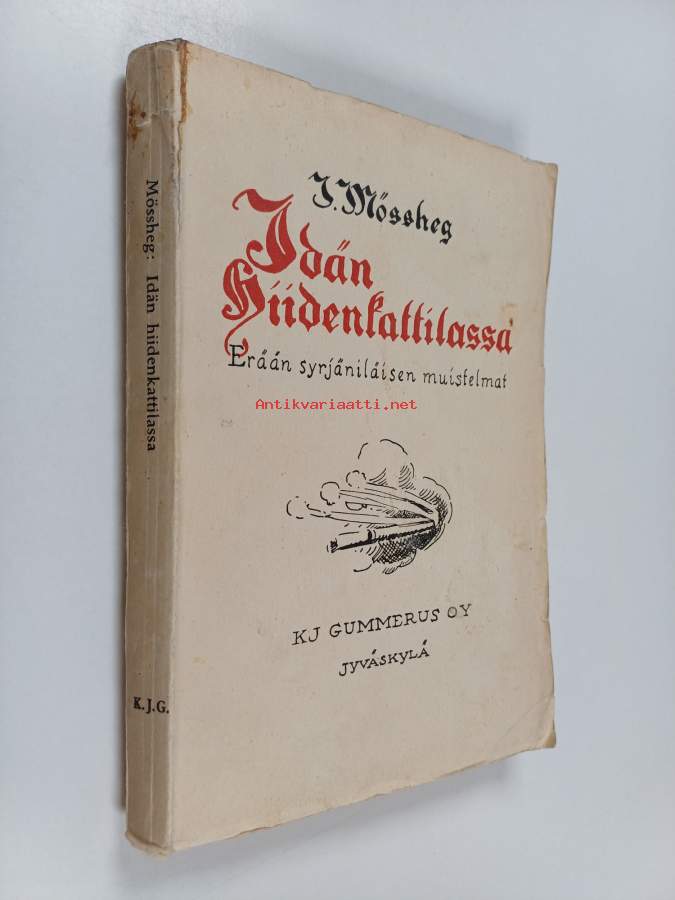 Mössheg: Idän hiidenkattilassa
K.J.G.
J. Mössheg
Idän
Hiidenkattilassa
Erään syrjäniläisen muistelmat
Antikvariaatti.net
KJ GUMMERUS OY
JYVÄSKYLÄ